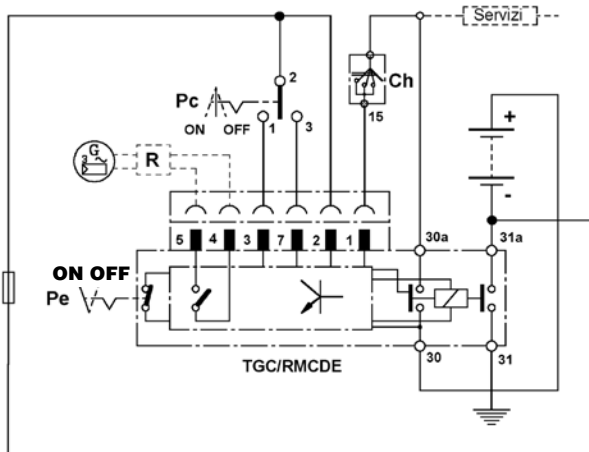 Servizi
2
Pc
Ch
ON OFF
1
3
15
+
-
G
3
~
R
5 4 3 7 2 1
30a
31a
ON OFF
Pe
30
31
TGC/RMCDE